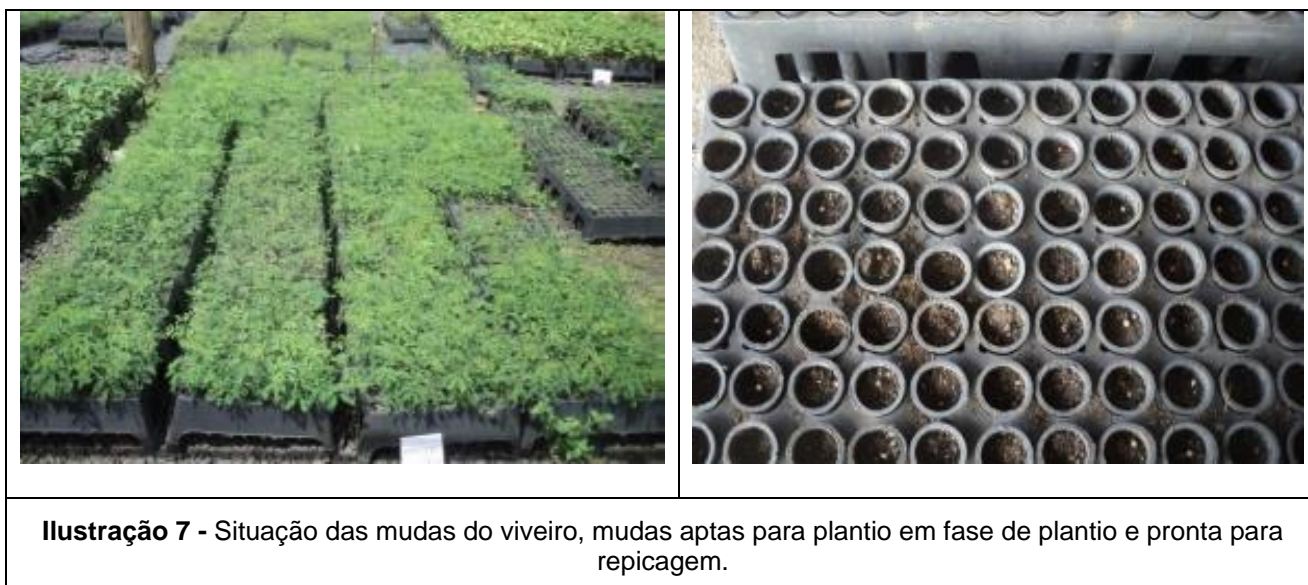 Ilustração 7 - Situação das mudas do viveiro, mudas aptas para plantio em fase de plantio e pronta para
repicagem.